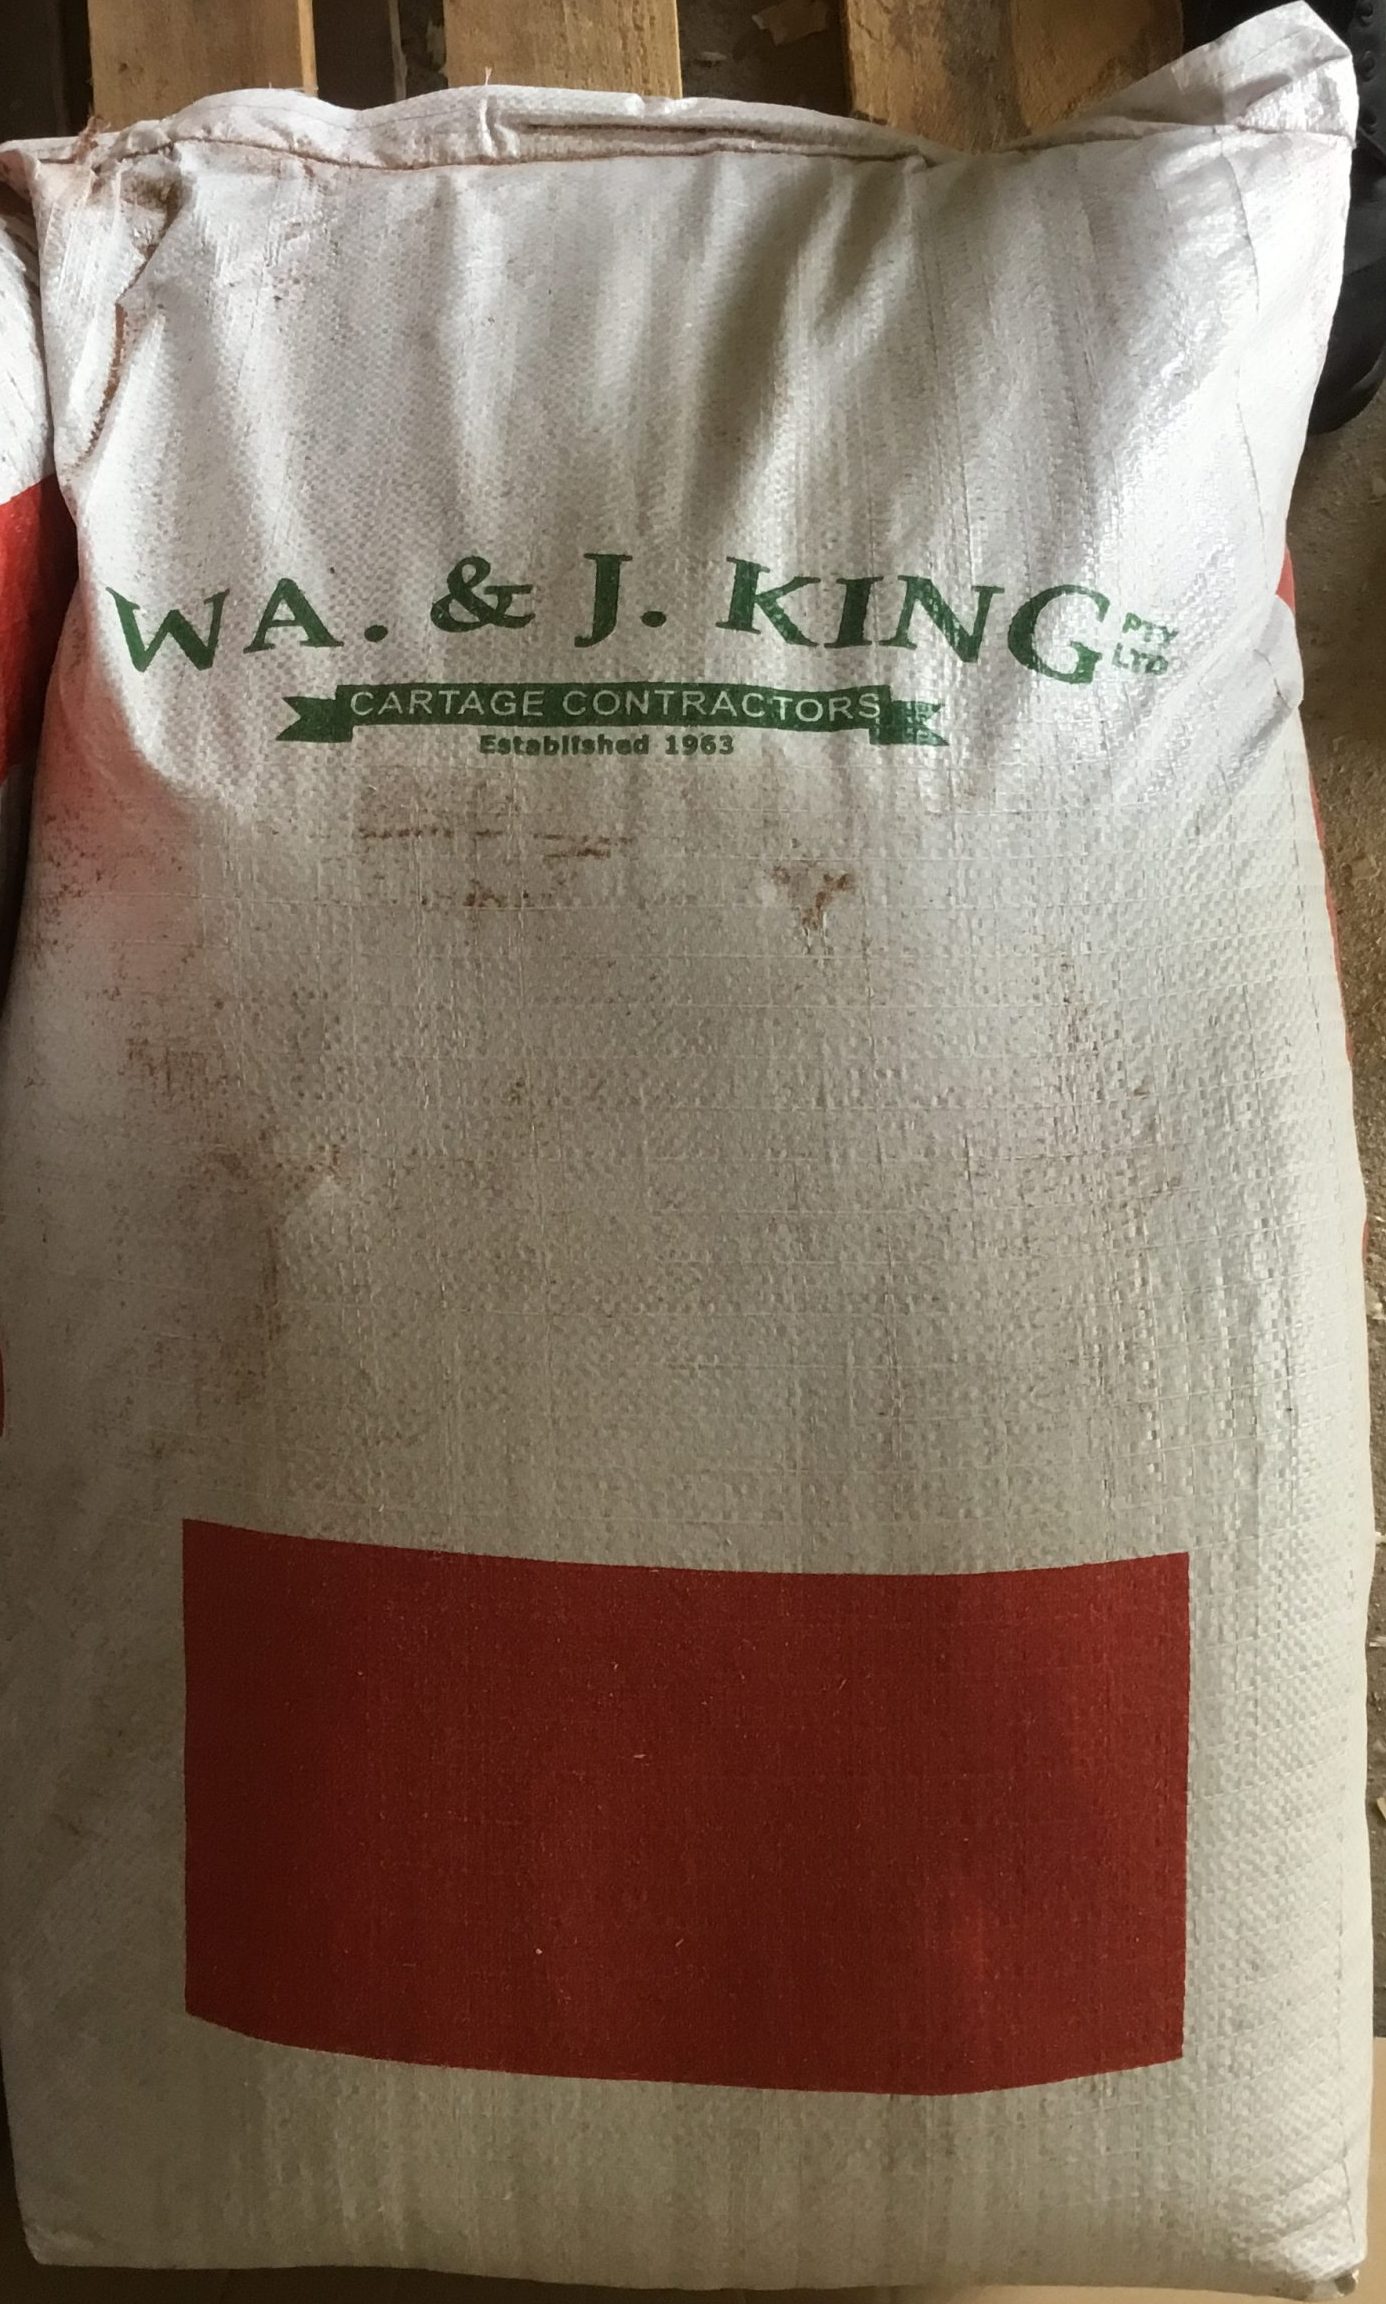 WA. & J. KING PTY
LTD
CARTAGE CONTRACTORS
Established 1963